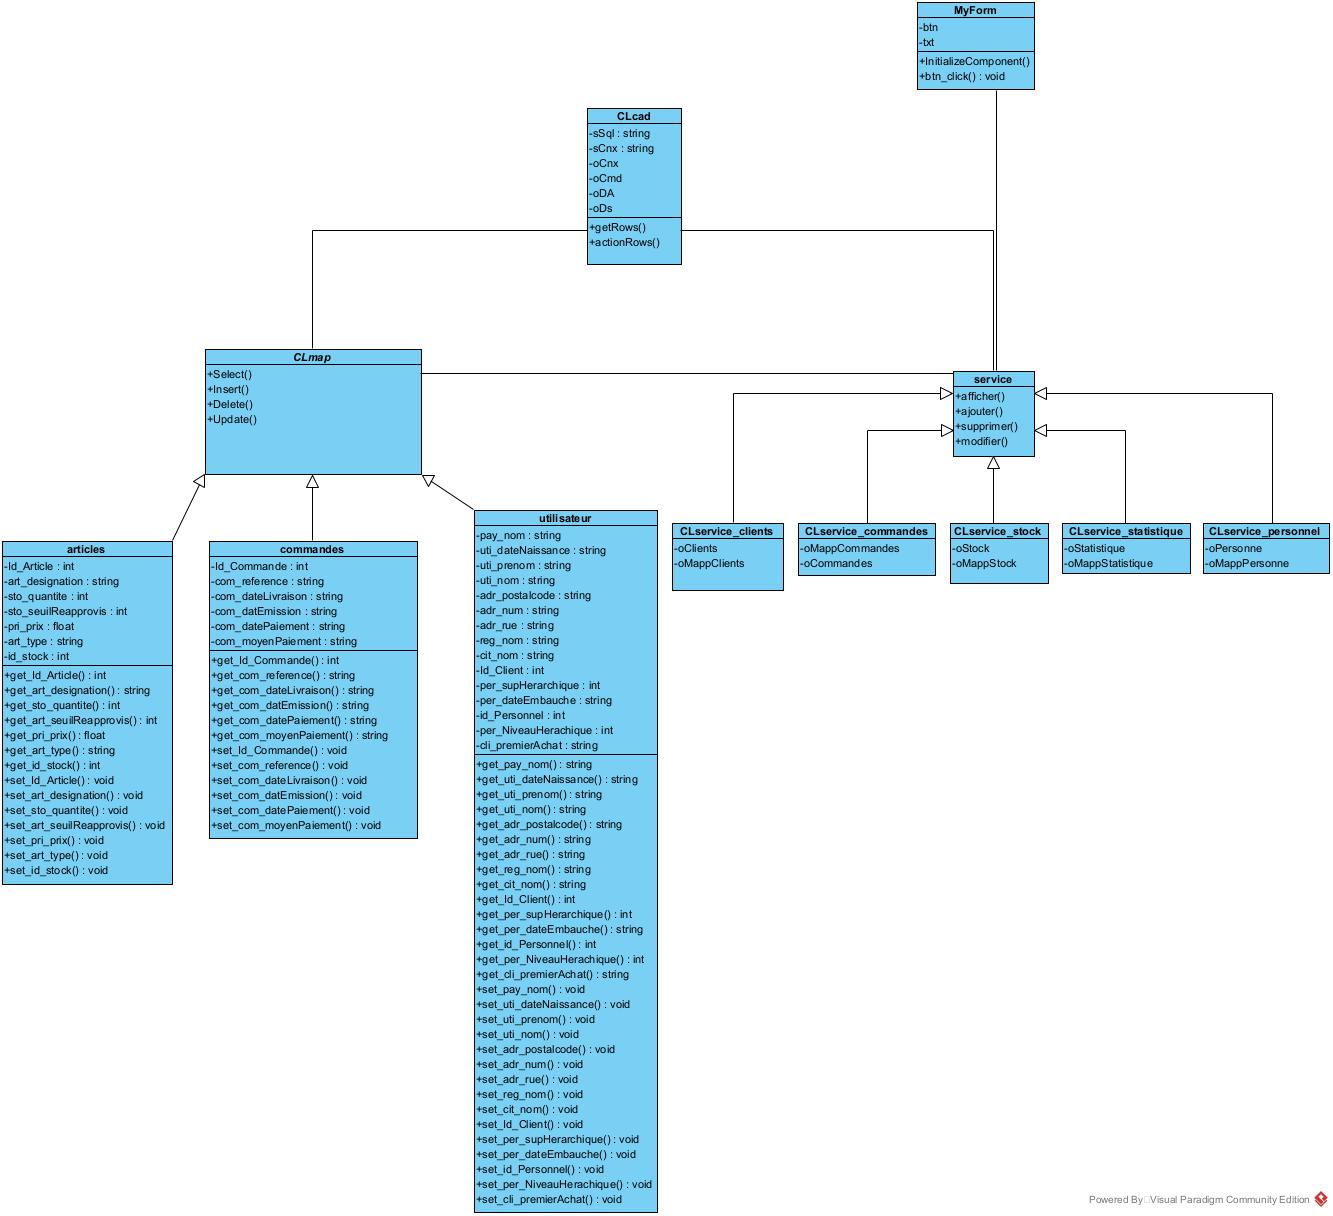 MyForm
-btn
-txt
+InitializeComponent()
+btn_click() : void
CLcad
-sSql : string
-sCnx : string
-oCnx
-oCmd
-oDA
-oDs
+getRows()
+actionRows()
CLmap
+Select()
+Insert()
+Delete()
+Update()
service
+afficher()
+ajouter()
+supprimer()
+modifier()
articles
-Id_Article : int
-art_designation : string
-sto_quantite : int
-sto_seuilReapprovis : int
-pri_prix : float
-art_type : string
-id_stock : int
+get_Id_Article() : int
+get_art_designation() : string
+get_sto_quantite() : int
+get_art_seuilReapprovis() : int
+get_pri_prix() : float
+get_art_type() : string
+get_id_stock() : int
+set_Id_Article() : void
+set_art_designation() : void
+set_sto_quantite() : void
+set_art_seuilReapprovis() : void
+set_pri_prix() : void
+set_art_type() : void
+set_id_stock() : void
commandes
-Id_Commande : int
-com_reference : string
-com_dateLivraison : string
-com_datEmission : string
-com_datePaiement : string
-com_moyenPaiement : string
+get_Id_Commande() : int
+get_com_reference() : string
+get_com_dateLivraison() : string
+get_com_datEmission() : string
+get_com_datePaiement() : string
+get_com_moyenPaiement() : string
+set_Id_Commande() : void
+set_com_reference() : void
+set_com_dateLivraison() : void
+set_com_datEmission() : void
+set_com_datePaiement() : void
+set_com_moyenPaiement() : void
utilisateur
-pay_nom : string
-uti_dateNaissance : string
-uti_prenom : string
-uti_nom : string
-adr_postalcode : string
-adr_num : string
-adr_rue : string
-reg_nom : string
-cit_nom : string
-Id_Client : int
-per_supHerarchique : int
-per_dateEmbauche : string
-id_Personnel : int
-per_NiveauHerachique : int
-cli_premierAchat : string
+get_pay_nom() : string
+get_uti_dateNaissance() : string
+get_uti_prenom() : string
+get_uti_nom() : string
+get_adr_postalcode() : string
+get_adr_num() : string
+get_adr_rue() : string
+get_reg_nom() : string
+get_cit_nom() : string
+get_Id_Client() : int
+get_per_supHerarchique() : int
+get_per_dateEmbauche() : string
+get_id_Personnel() : int
+get_per_NiveauHerachique() : int
+get_cli_premierAchat() : string
+set_pay_nom() : void
+set_uti_dateNaissance() : void
+set_uti_prenom() : void
+set_uti_nom() : void
+set_adr_postalcode() : void
+set_adr_num() : void
+set_adr_rue() : void
+set_reg_nom() : void
+set_cit_nom() : void
+set_Id_Client() : void
+set_per_supHerarchique() : void
+set_per_dateEmbauche() : void
+set_id_Personnel() : void
+set_per_NiveauHerachique() : void
+set_cli_premierAchat() : void
CLservice_clients
-oClients
-oMappClients
CLservice_commandes
-oMappCommandes
-oCommandes
CLservice_stock
-oStock
-oMappStock
CLservice_statistique
-oStatistique
-oMappStatistique
CLservice_personnel
-oPersonne
-oMappPersonne
Powered By Visual Paradigm Community Edition